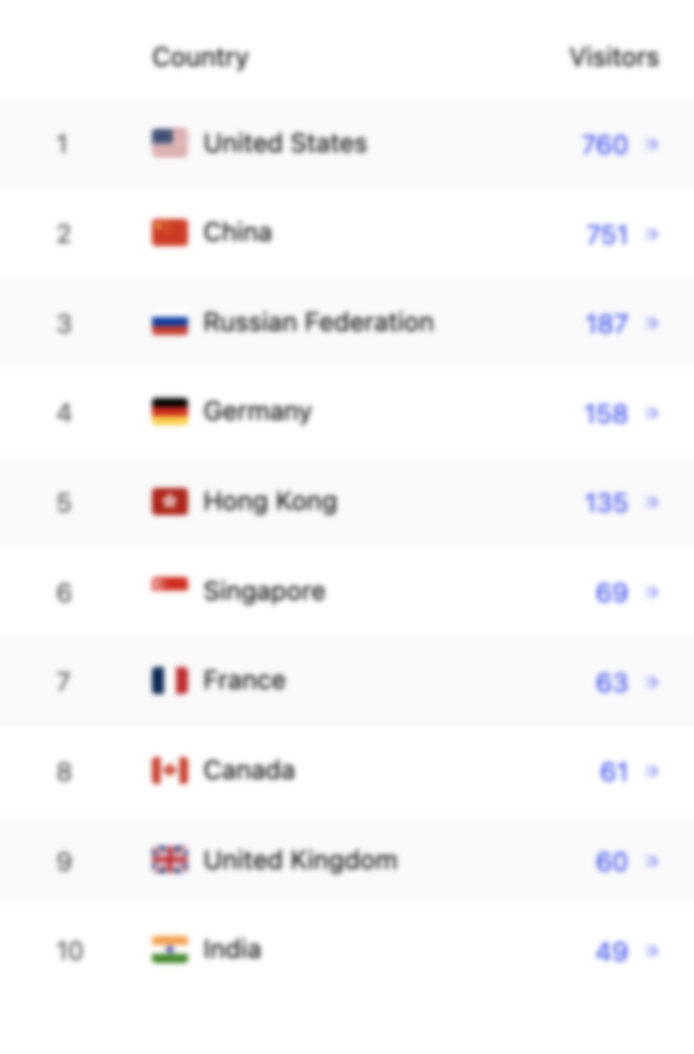 Country Visitors
1 United States 760 »
2 China 751 »
3 Russian Federation 187 »
4 Germany 158 »
5 Hong Kong 135 »
6 Singapore 69 »
7 France 63 »
8 Canada 61 »
9 United Kingdom 60 »
10 India 49 »